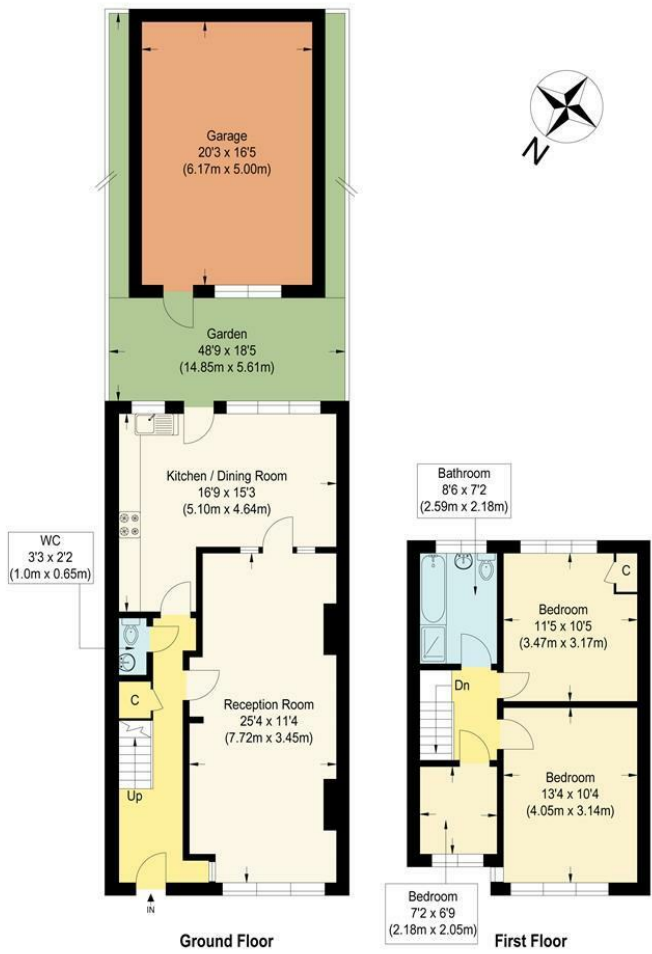 Garage
20'3 x 16'5
(6.17m x 5.00m)
N
Garden
48'9 x 18'5
(14.85m x 5.61m)
Kitchen / Dining Room
16'9 x 15'3
(5.10m x 4.64m)
WC
3'3 x 2'2
(1.0m x 0.65m)
C
Reception Room
25'4 x 11'4
(7.72m x 3.45m)
Up
IN
Ground Floor
Bathroom
8'6 x 7'2
(2.59m x 2.18m)
C
Bedroom
11'5 x 10'5
(3.47m x 3.17m)
Dn
Bedroom
13'4 x 10'4
(4.05m x 3.14m)
Bedroom
7'2 x 6'9
(2.18m x 2.05m)
First Floor